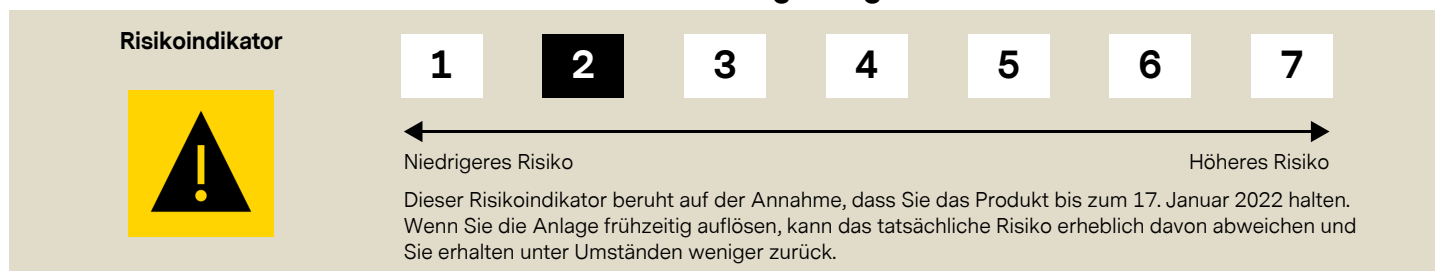 Risikoindikator
1 2 3 4 5 6 7
Niedrigeres Risiko Höheres Risiko
Dieser Risikoindikator beruht auf der Annahme, dass Sie das Produkt bis zum 17. Januar 2022 halten.
Wenn Sie die Anlage frühzeitig auflösen, kann das tatsächliche Risiko erheblich davon abweichen und
Sie erhalten unter Umständen weniger zurück.